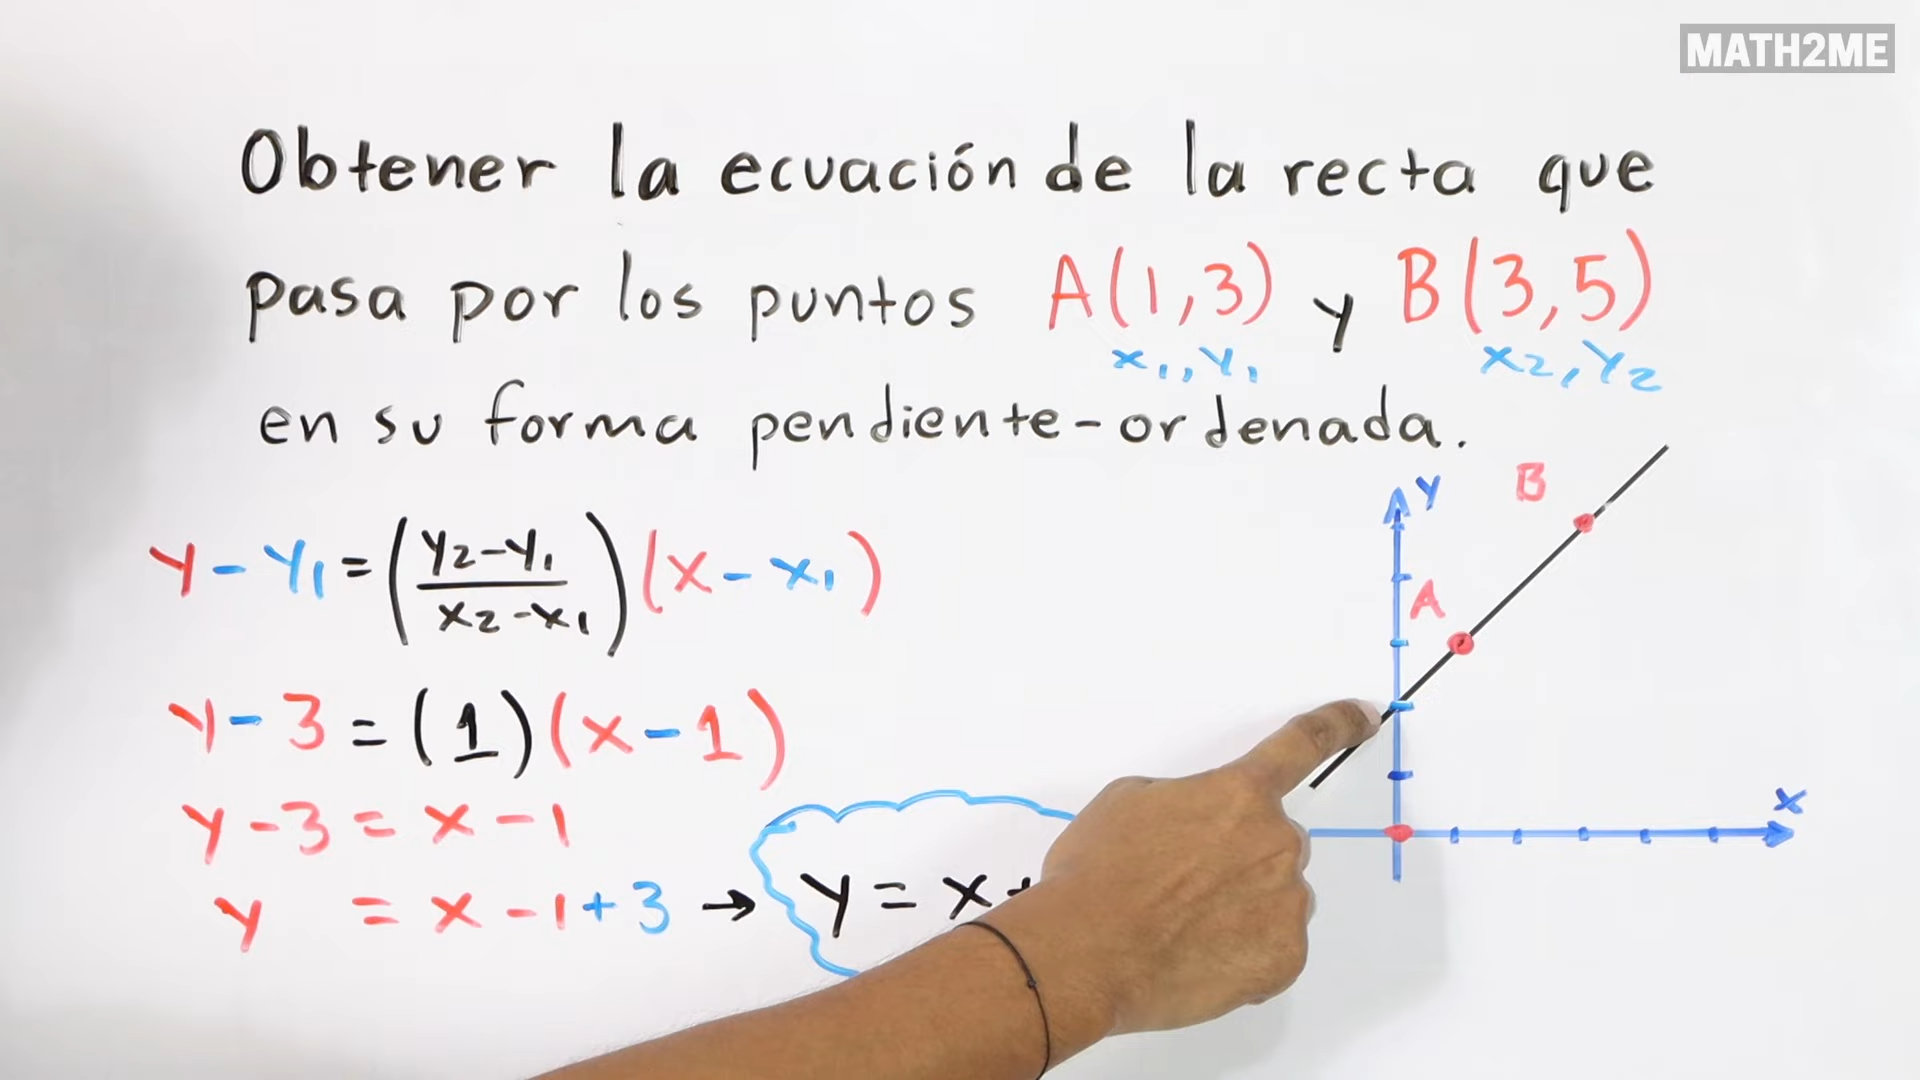 MATH2ME
Obtener la ecuación de la recta que
pasa por los puntos A(1,3) y B(3,5)
x₁,y₁ x₂,y₂
en su forma pendiente-ordenada.
y-y₁=(y₂-y₁/x₂-x₁)(x-x₁)
y-3=(1)(x-1)
y-3=x-1
y =x-1+3→ y=x+
Y
B
A
x